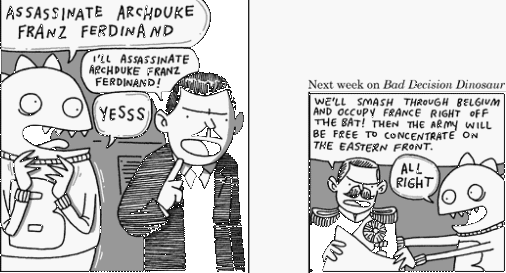 ASSASSINATE ARCHDUKE
FRANZ FERDINAND
I'LL ASSASSINATE
ARCHDUKE FRANZ
FERDINAND!
YESSS
Next week on Bad Decision Dinosaur
WE'LL SMASH THROUGH BELGIUM
AND OCCUPY FRANCE RIGHT OFF
THE BAT! THEN THE ARMY WILL
BE FREE TO CONCENTRATE ON
THE EASTERN FRONT.
ALL
RIGHT